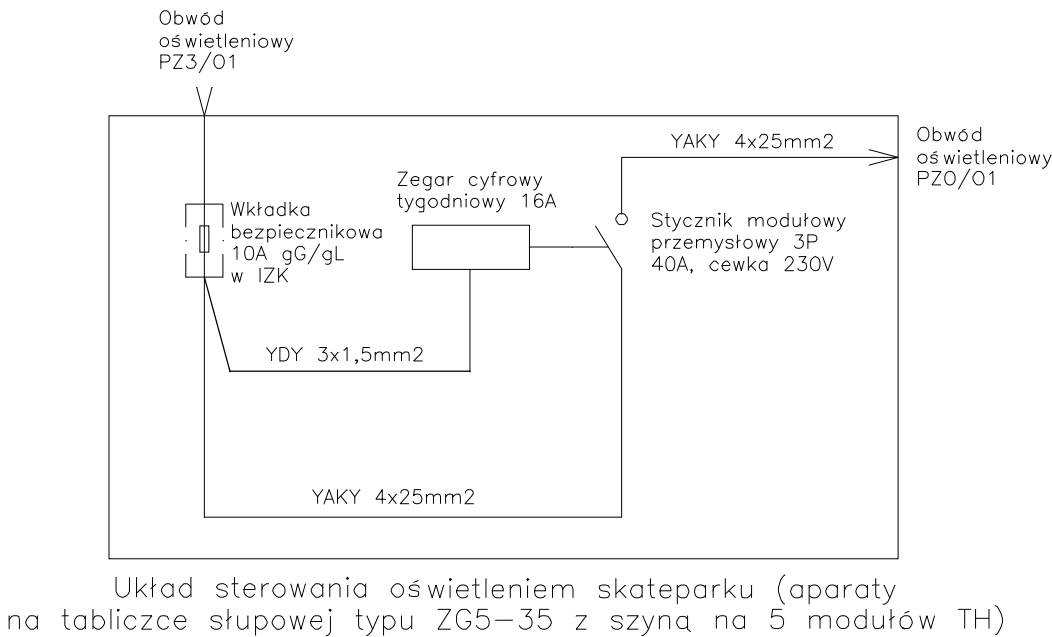 Obwód
oświetleniowy
PZ3/01
YAKY 4x25mm2
Obwód
oświetleniowy
PZ0/01
Zegar cyfrowy
tygodniowy 16A
Wkładka
bezpiecznikowa
10A gG/gL
w IZK
Stycznik modułowy
przemysłowy 3P
40A, cewka 230V
YDY 3x1,5mm2
YAKY 4x25mm2
Układ sterowania oświetleniem skateparku (aparaty
na tabliczce słupowej typu ZG5-35 z szyną na 5 modułów TH)